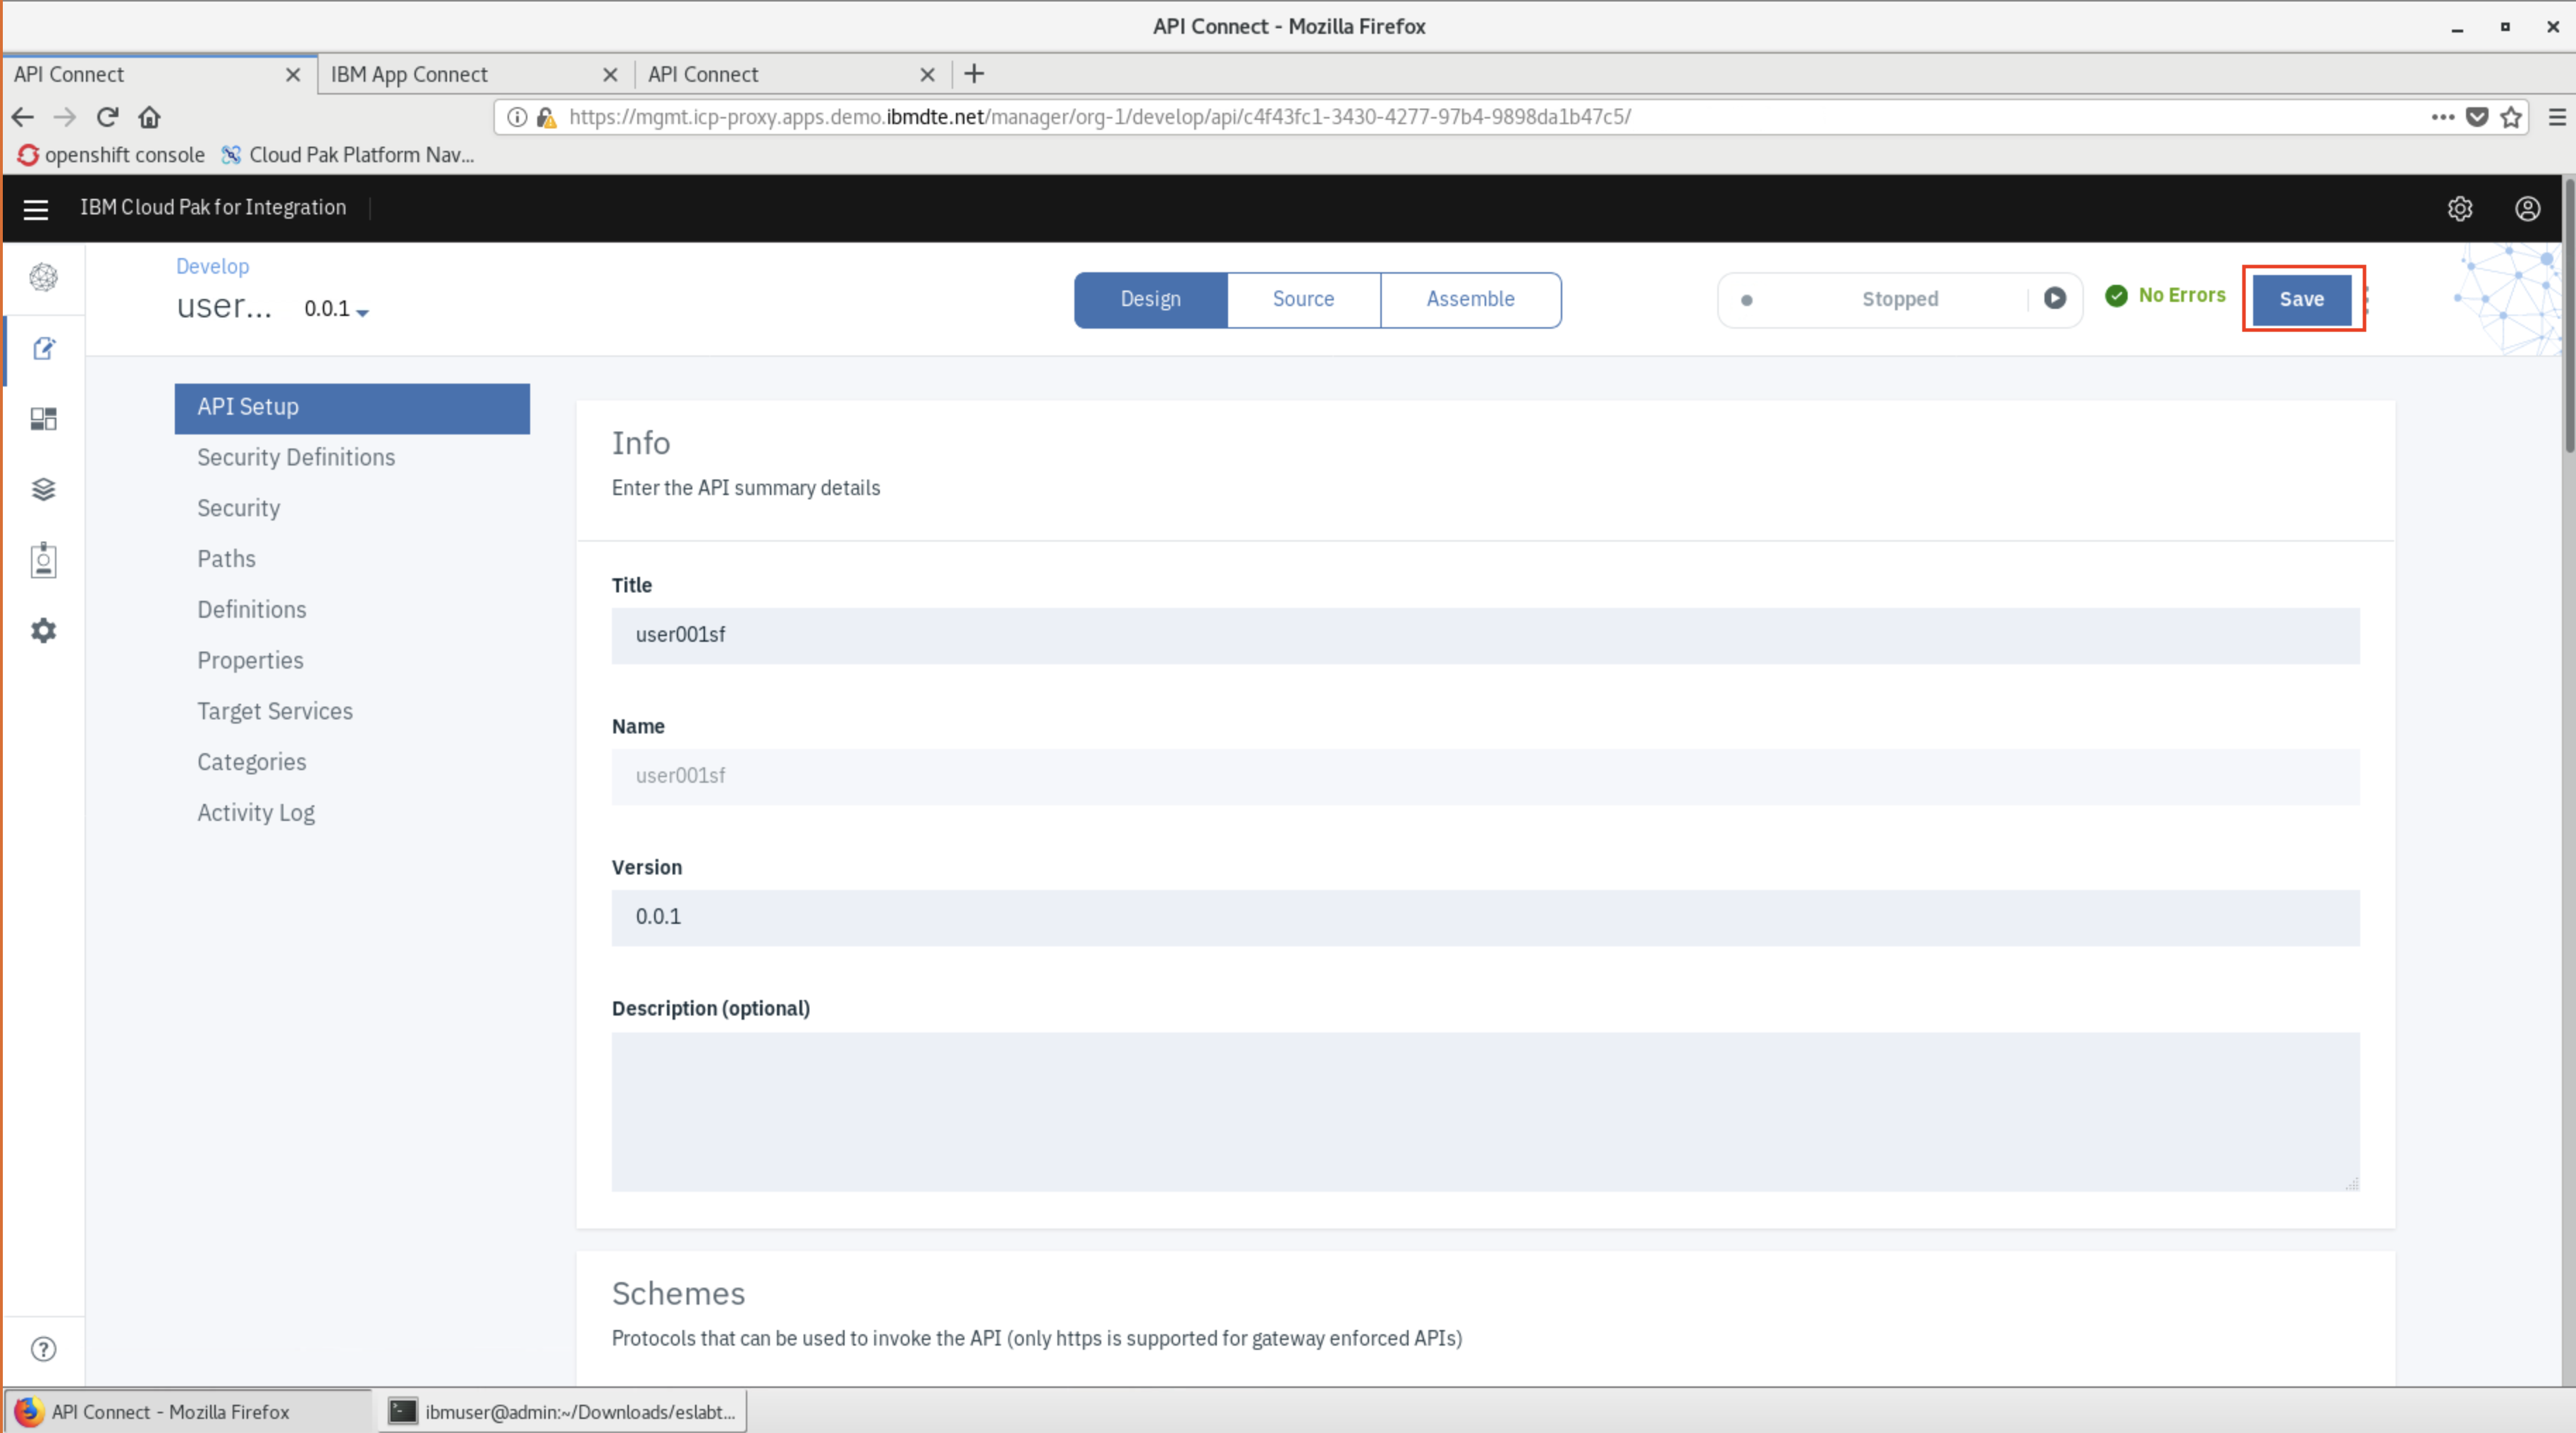 API Connect - Mozilla Firefox
API Connect
IBM App Connect
API Connect
https://mgmt.icp-proxy.apps.demo.ibmdte.net/manager/org-1/develop/api/c4f43fc1-3430-4277-97b4-9898da1b47c5/
openshift console
Cloud Pak Platform Nav...
IBM Cloud Pak for Integration
Develop
user...
0.0.1
Design
Source
Assemble
Stopped
No Errors
Save
API Setup
Security Definitions
Security
Paths
Definitions
Properties
Target Services
Categories
Activity Log
Info
Enter the API summary details
Title
user001sf
Name
user001sf
Version
0.0.1
Description (optional)
Schemes
Protocols that can be used to invoke the API (only https is supported for gateway enforced APIs)
API Connect - Mozilla Firefox
ibmuser@admin:~/Downloads/eslabt...